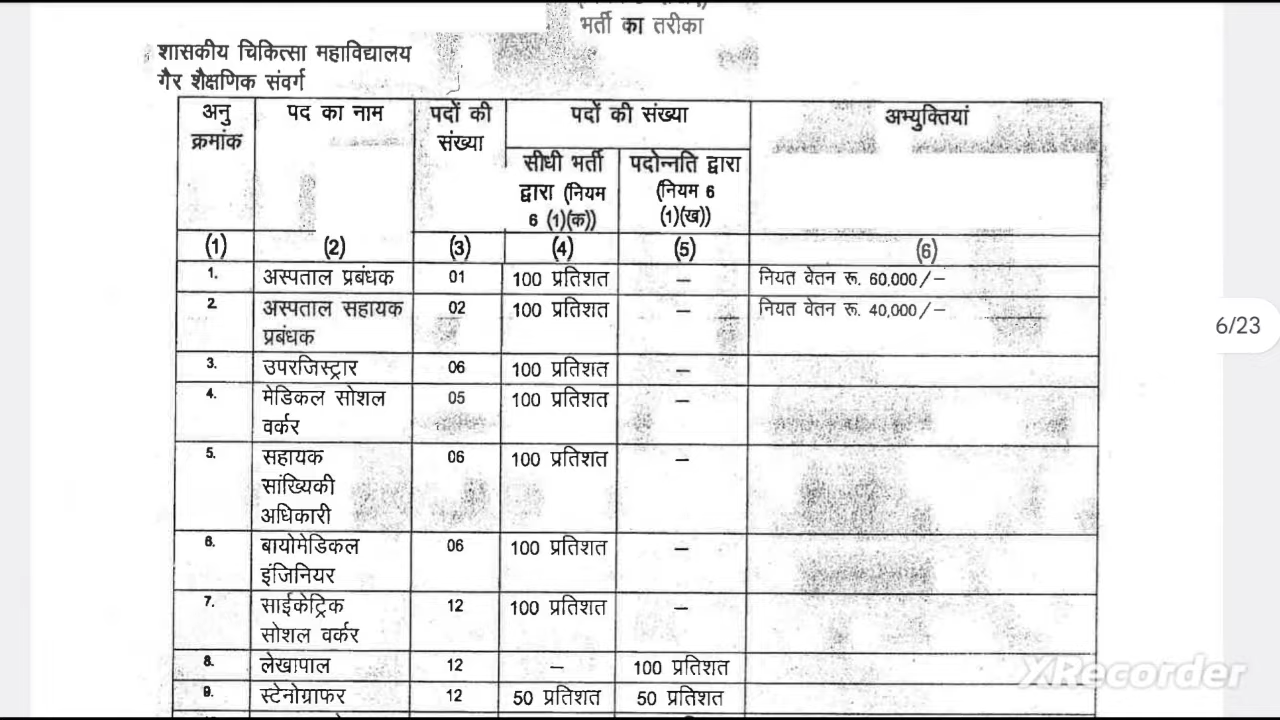 भर्ती का तरीका
शासकीय चिकित्सा महाविद्यालय
गैर शैक्षणिक संवर्ग
अनु क्रमांक पद का नाम पदों की संख्या पदों की संख्या अभ्युक्तियां
सीधी भर्ती द्वारा (नियम 6 (1)(क)) पदोन्नति द्वारा (नियम 6 (1)(ख))
(1) (2) (3) (4) (5) (6)
1. अस्पताल प्रबंधक 01 100 प्रतिशत – नियत वेतन रू. 60,000/–
2. अस्पताल सहायक प्रबंधक 02 100 प्रतिशत – नियत वेतन रू. 40,000/–
3. उपरजिस्ट्रार 06 100 प्रतिशत –
4. मेडिकल सोशल वर्कर 05 100 प्रतिशत –
5. सहायक सांख्यिकी अधिकारी 06 100 प्रतिशत –
6. बायोमेडिकल इंजिनियर 06 100 प्रतिशत –
7. साईकेट्रिक सोशल वर्कर 12 100 प्रतिशत –
8. लेखापाल 12 – 100 प्रतिशत
9. स्टेनोग्राफर 12 50 प्रतिशत 50 प्रतिशत
6/23
XRecorder